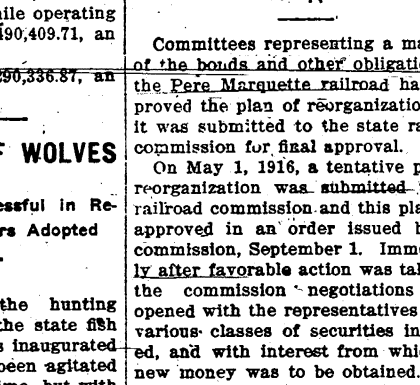 ile operating
490,409.71, an
290,336.87, an
F WOLVES
essful in Re-
rs Adopted
the hunting
the state fish
s inaugurated
been agitated
Committees representing a ma
of the bonds and other obligatio
the Pere Marquette railroad ha
proved the plan of reorganizatio
it was submitted to the state ra
commission for final approval.
On May 1, 1916, a tentative p
reorganization was submitted
railroad commission and this pla
approved in an order issued b
commission, September 1. Imme
ly after favorable action was tak
the commission negotiations
opened with the representatives
various classes of securities in
ed, and with interest from whic
new money was to be obtained.